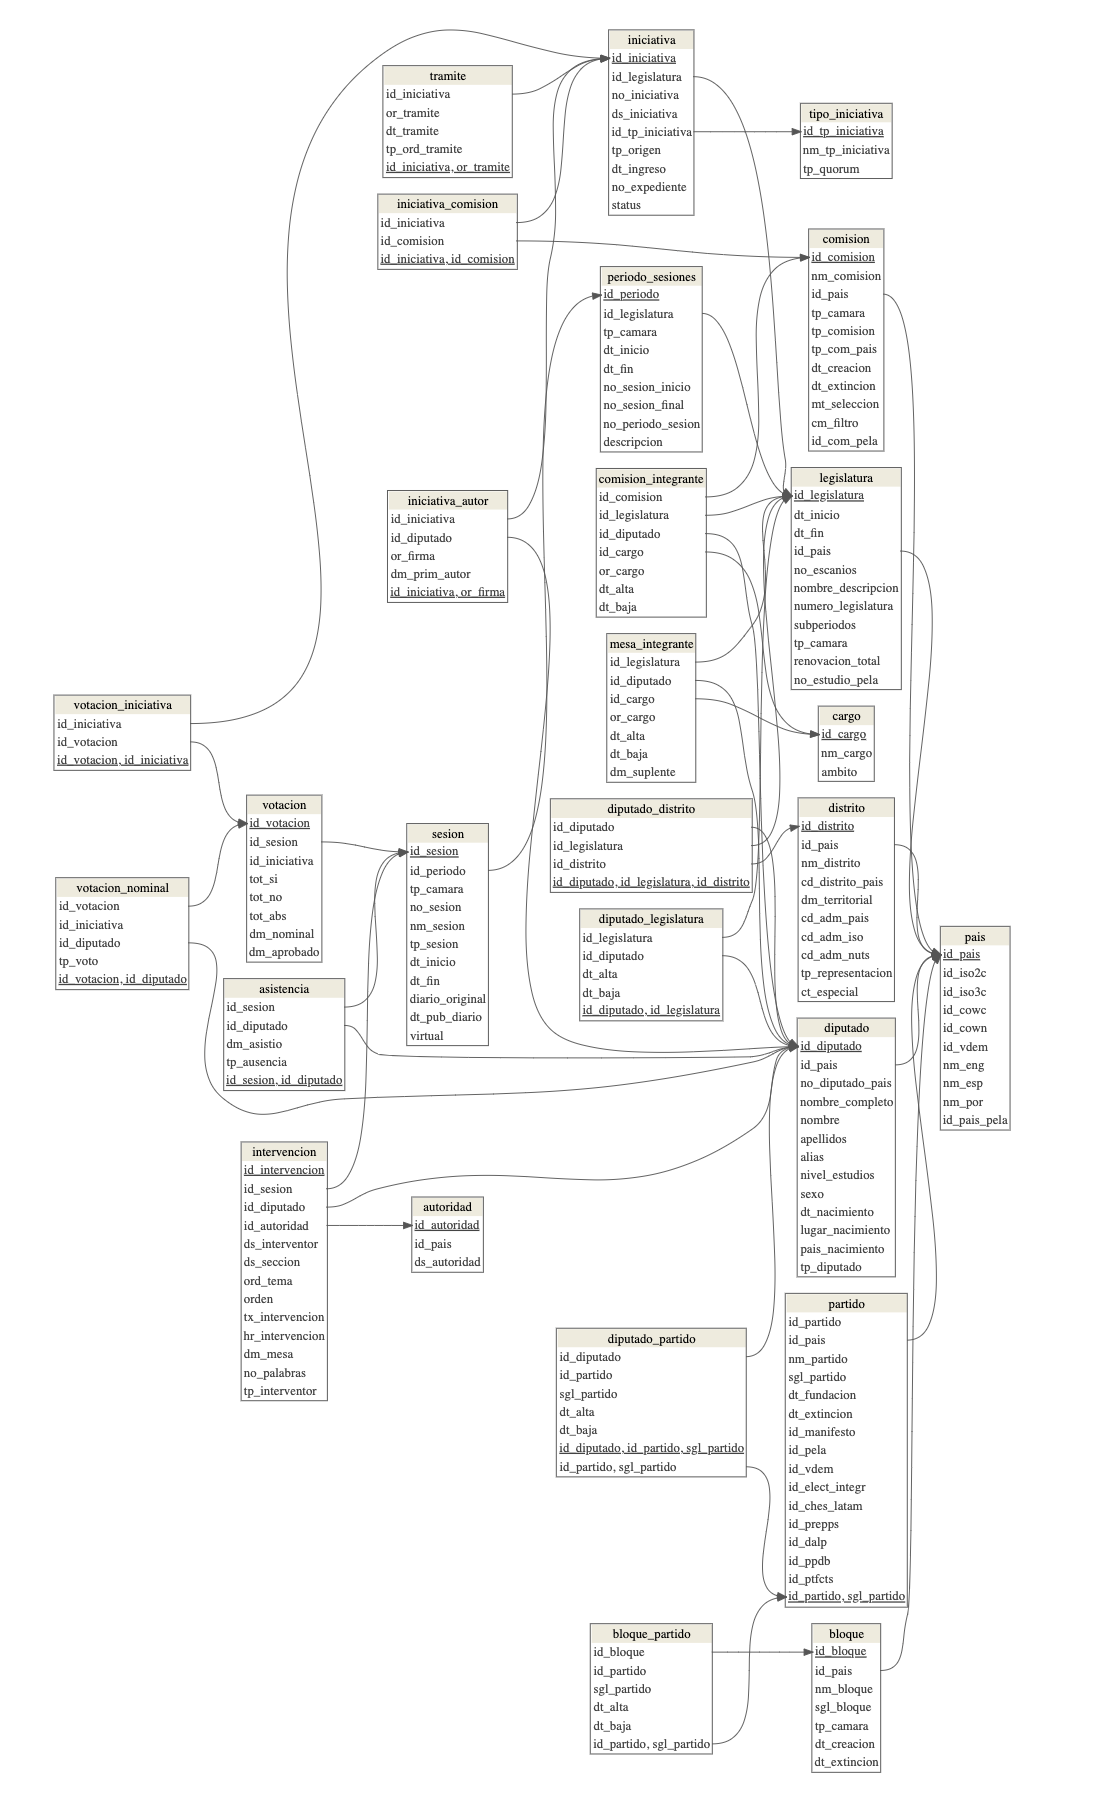 iniciativa
id_iniciativa
id_legislatura
no_iniciativa
ds_iniciativa
id_tp_iniciativa
tp_origen
dt_ingreso
no_expediente
status
tramite
id_iniciativa
or_tramite
dt_tramite
tp_ord_tramite
id_iniciativa, or_tramite
tipo_iniciativa
id_tp_iniciativa
nm_tp_iniciativa
tp_quorum
iniciativa_comision
id_iniciativa
id_comision
id_iniciativa, id_comision
comision
id_comision
nm_comision
id_pais
tp_camara
tp_comision
tp_com_pais
dt_creacion
dt_extincion
mt_seleccion
cm_filtro
id_com_pela
periodo_sesiones
id_periodo
id_legislatura
tp_camara
dt_inicio
dt_fin
no_sesion_inicio
no_sesion_final
no_periodo_sesion
descripcion
comision_integrante
id_comision
id_legislatura
id_diputado
id_cargo
or_cargo
dt_alta
dt_baja
legislatura
id_legislatura
dt_inicio
dt_fin
id_pais
no_escanios
nombre_descripcion
numero_legislatura
subperiodos
tp_camara
renovacion_total
no_estudio_pela
iniciativa_autor
id_iniciativa
id_diputado
or_firma
dm_prim_autor
id_iniciativa, or_firma
mesa_integrante
id_legislatura
id_diputado
id_cargo
or_cargo
dt_alta
dt_baja
dm_suplente
votacion_iniciativa
id_iniciativa
id_votacion
id_votacion, id_iniciativa
cargo
id_cargo
nm_cargo
ambito
votacion
id_votacion
id_sesion
id_iniciativa
tot_si
tot_no
tot_abs
dm_nominal
dm_aprobado
sesion
id_sesion
id_periodo
tp_camara
no_sesion
nm_sesion
tp_sesion
dt_inicio
dt_fin
diario_original
dt_pub_diario
virtual
diputado_distrito
id_diputado
id_legislatura
id_distrito
id_diputado, id_legislatura, id_distrito
distrito
id_distrito
id_pais
nm_distrito
cd_distrito_pais
dm_territorial
cd_adm_pais
cd_adm_iso
cd_adm_nuts
tp_representacion
ct_especial
votacion_nominal
id_votacion
id_iniciativa
id_diputado
tp_voto
id_votacion, id_diputado
diputado_legislatura
id_legislatura
id_diputado
dt_alta
dt_baja
id_diputado, id_legislatura
pais
id_pais
id_iso2c
id_iso3c
id_cowc
id_cown
id_vdem
nm_eng
nm_esp
nm_por
id_pais_pela
asistencia
id_sesion
id_diputado
dm_asistio
tp_ausencia
id_sesion, id_diputado
diputado
id_diputado
id_pais
no_diputado_pais
nombre_completo
nombre
apellidos
alias
nivel_estudios
sexo
dt_nacimiento
lugar_nacimiento
pais_nacimiento
tp_diputado
intervencion
id_intervencion
id_sesion
id_diputado
id_autoridad
ds_interventor
ds_seccion
ord_tema
orden
tx_intervencion
hr_intervencion
dm_mesa
no_palabras
tp_interventor
autoridad
id_autoridad
id_pais
ds_autoridad
partido
id_partido
id_pais
nm_partido
sgl_partido
dt_fundacion
dt_extincion
id_manifesto
id_pela
id_vdem
id_elect_integr
id_ches_latam
id_prepps
id_dalp
id_ppdb
id_ptfcts
id_partido, sgl_partido
diputado_partido
id_diputado
id_partido
sgl_partido
dt_alta
dt_baja
id_diputado, id_partido, sgl_partido
id_partido, sgl_partido
bloque_partido
id_bloque
id_partido
sgl_partido
dt_alta
dt_baja
id_partido, sgl_partido
bloque
id_bloque
id_pais
nm_bloque
sgl_bloque
tp_camara
dt_creacion
dt_extincion